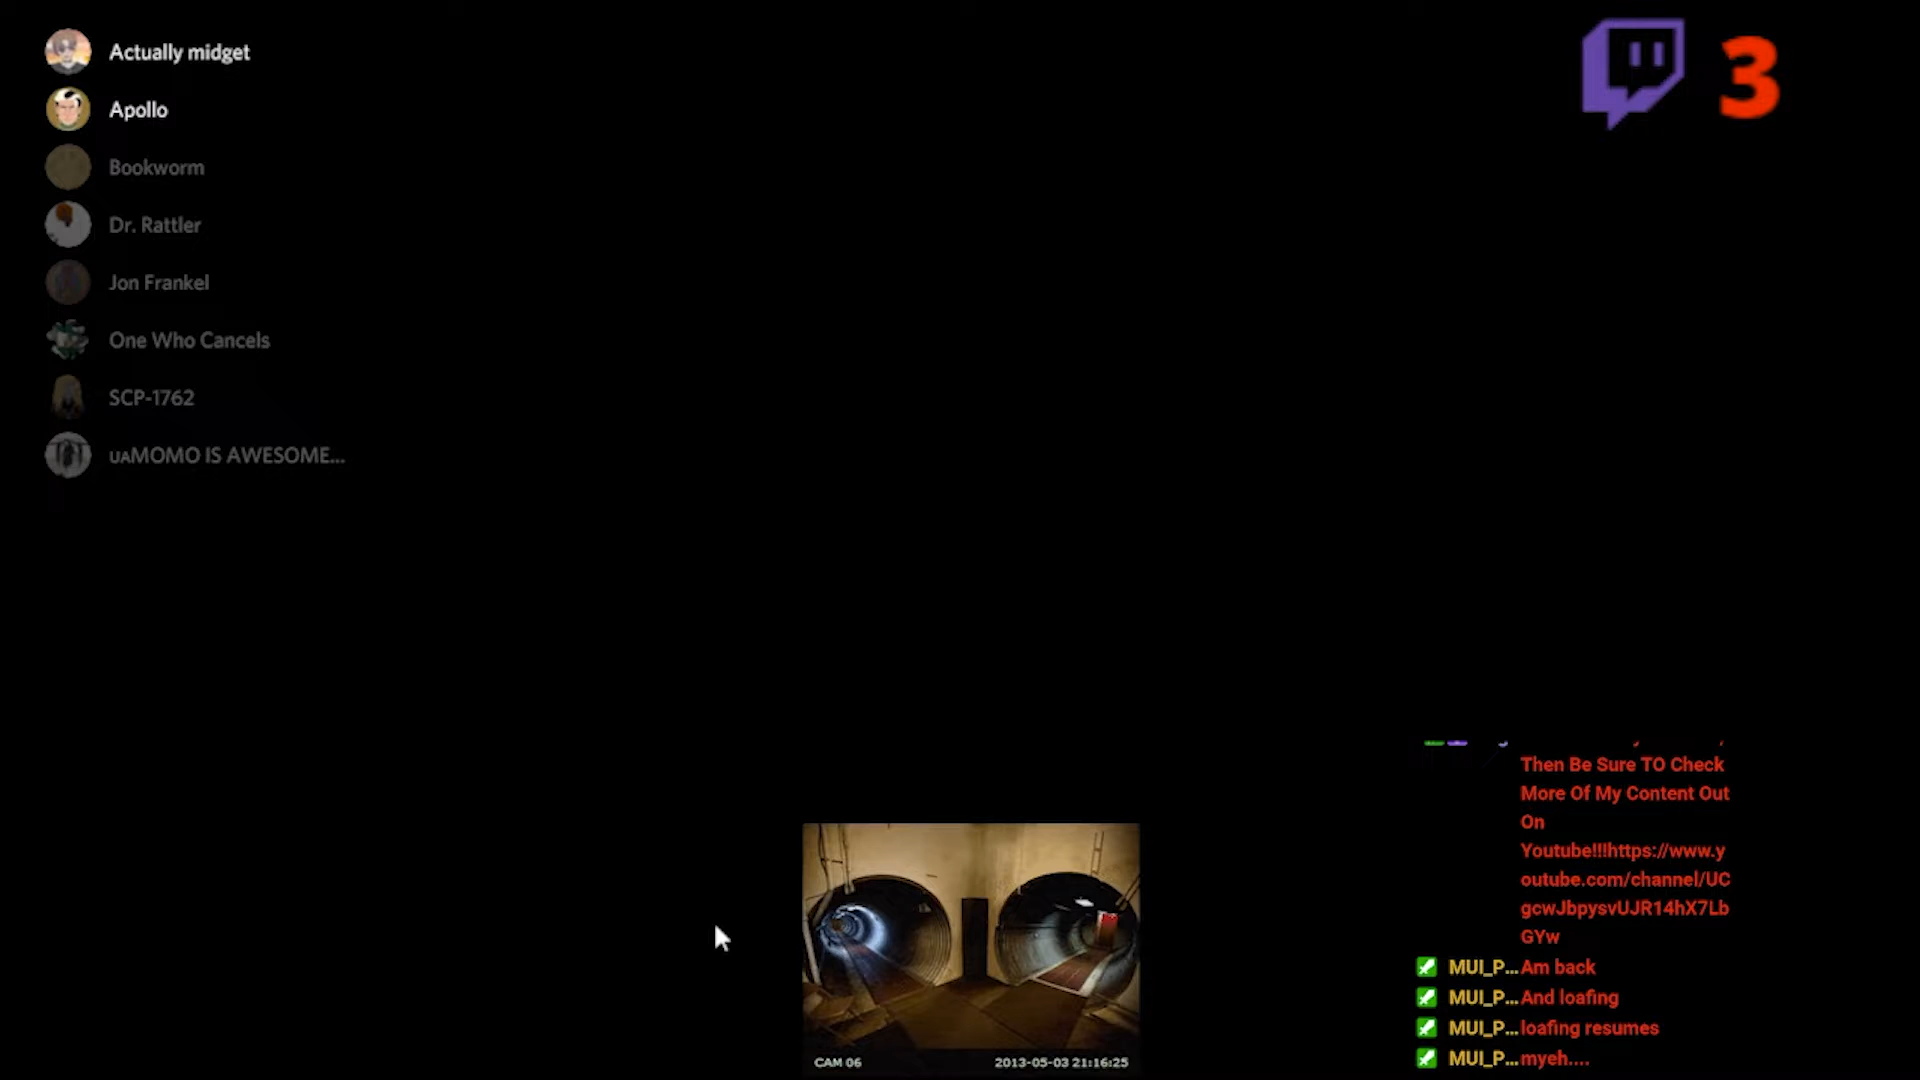 Actually midget
Apollo
Bookworm
Dr. Rattler
Jon Frankel
One Who Cancels
SCP-1762
UAMOMO IS AWESOME...
3
Then Be Sure TO Check
More Of My Content Out
On
Youtube!!!https://www.y
outube.com/channel/UC
gcwJbpysvUJR14hX7Lb
GYw
MUI_P...Am back
MUI_P...And loafing
MUI_P...loafing resumes
MUI_P...myeh....
CAM 06 2013-05-03 21:16:25